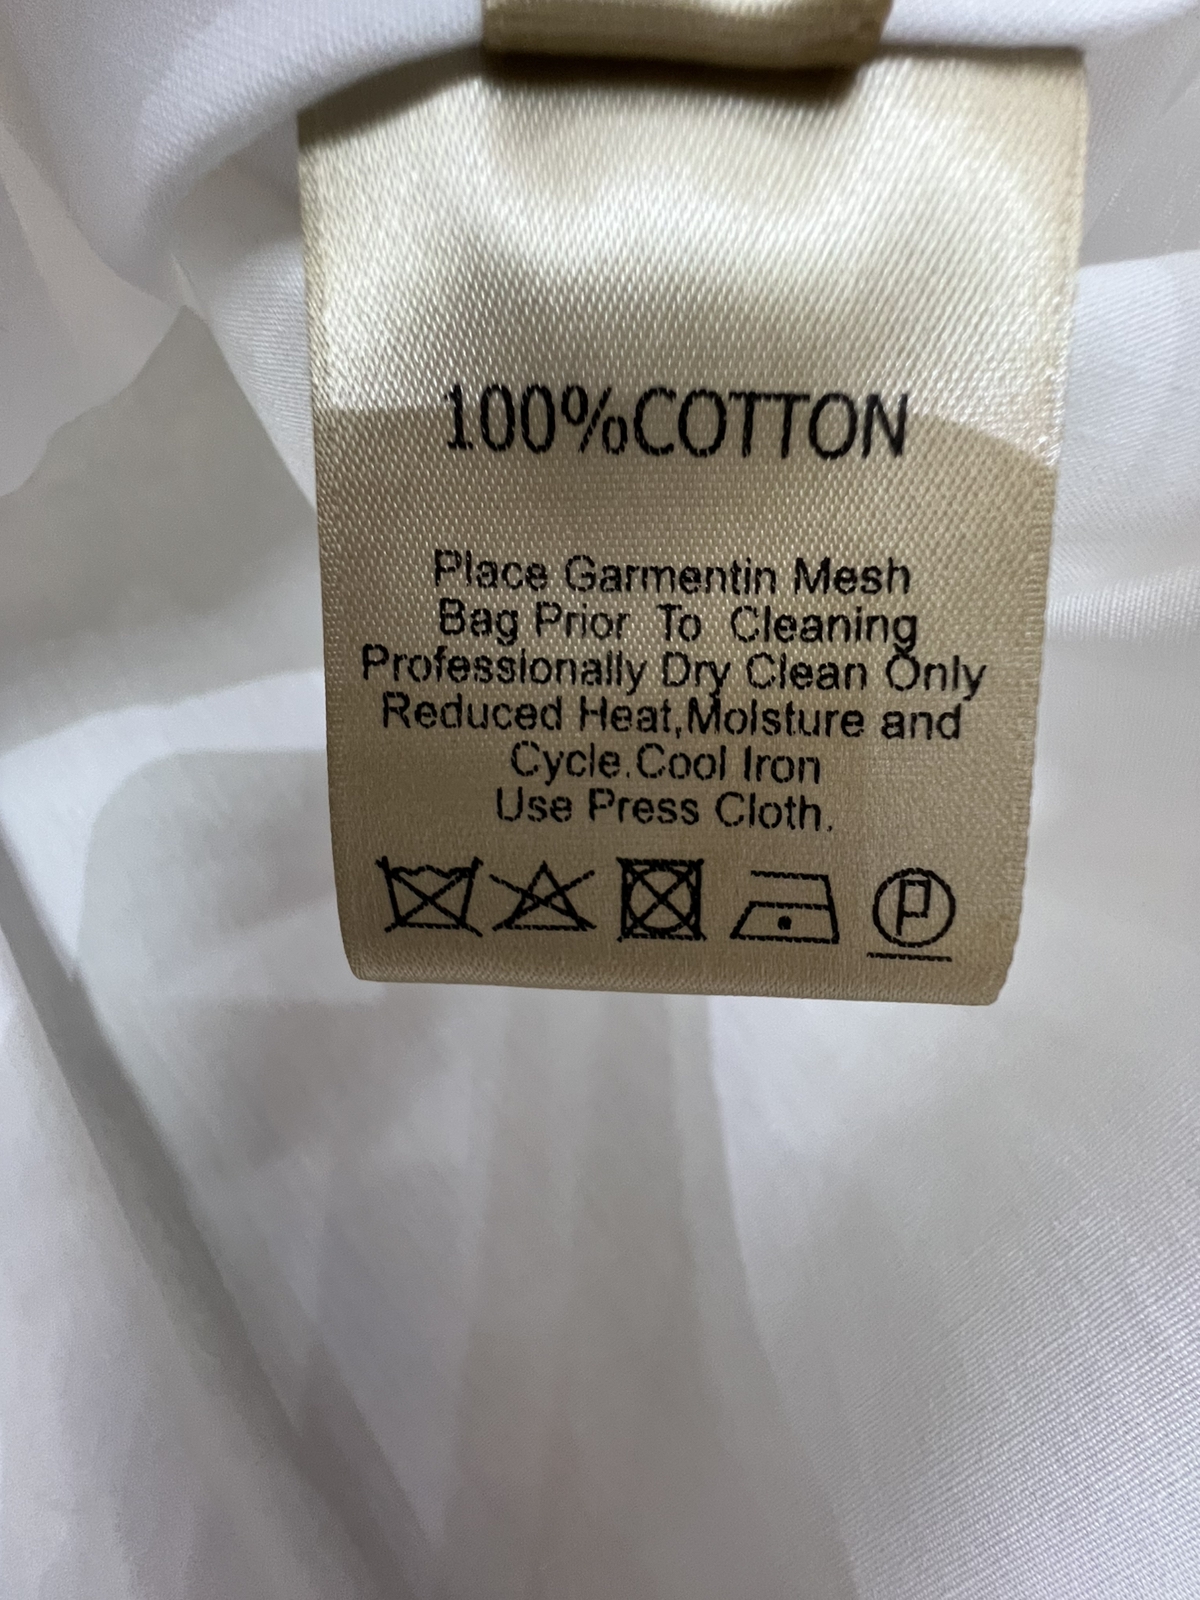 100%COTTON
Place Garmentin Mesh
Bag Prior To Cleaning
Professionally Dry Clean Only
Reduced Heat,Molsture and
Cycle.Cool Iron
Use Press Cloth.
P